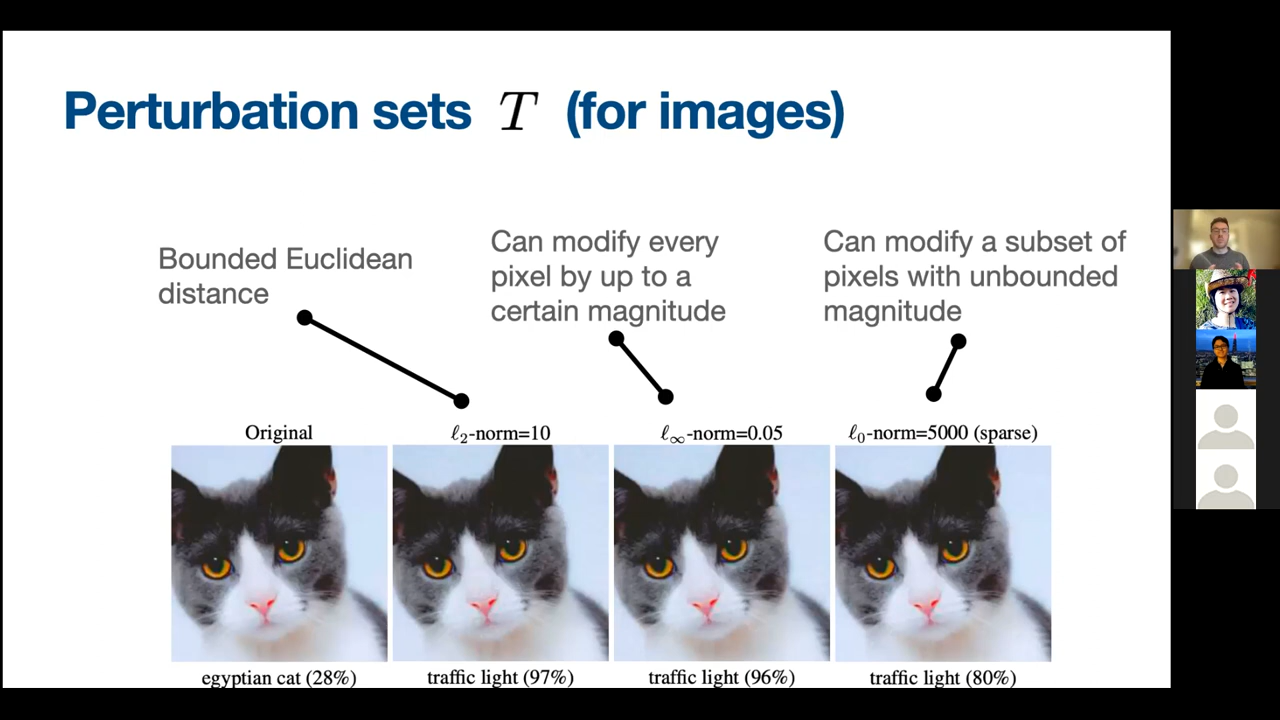 Perturbation sets T (for images)
Bounded Euclidean
distance
Can modify every
pixel by up to a
certain magnitude
Can modify a subset of
pixels with unbounded
magnitude
Original
ℓ₂-norm=10
ℓ∞-norm=0.05
ℓ₀-norm=5000 (sparse)
egyptian cat (28%)
traffic light (97%)
traffic light (96%)
traffic light (80%)